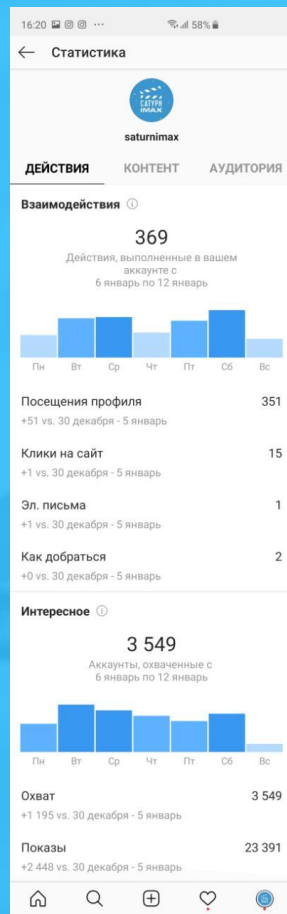 16:20 58%
Статистика
САТУРН
IMAX
saturnimax
ДЕЙСТВИЯ КОНТЕНТ АУДИТОРИЯ
Взаимодействия
369
Действия, выполненные в вашем
аккаунте с
6 январь по 12 январь
Пн Вт Ср Чт Пт Сб Вс
Посещения профиля 351
+51 vs. 30 декабря - 5 январь
Клики на сайт 15
+1 vs. 30 декабря - 5 январь
Эл. письма 1
+1 vs. 30 декабря - 5 январь
Как добраться 2
+0 vs. 30 декабря - 5 январь
Интересное
3 549
Аккаунты, охваченные с
6 январь по 12 январь
Пн Вт Ср Чт Пт Сб Вс
Охват 3 549
+1 195 vs. 30 декабря - 5 январь
Показы 23 391
+2 448 vs. 30 декабря - 5 январь